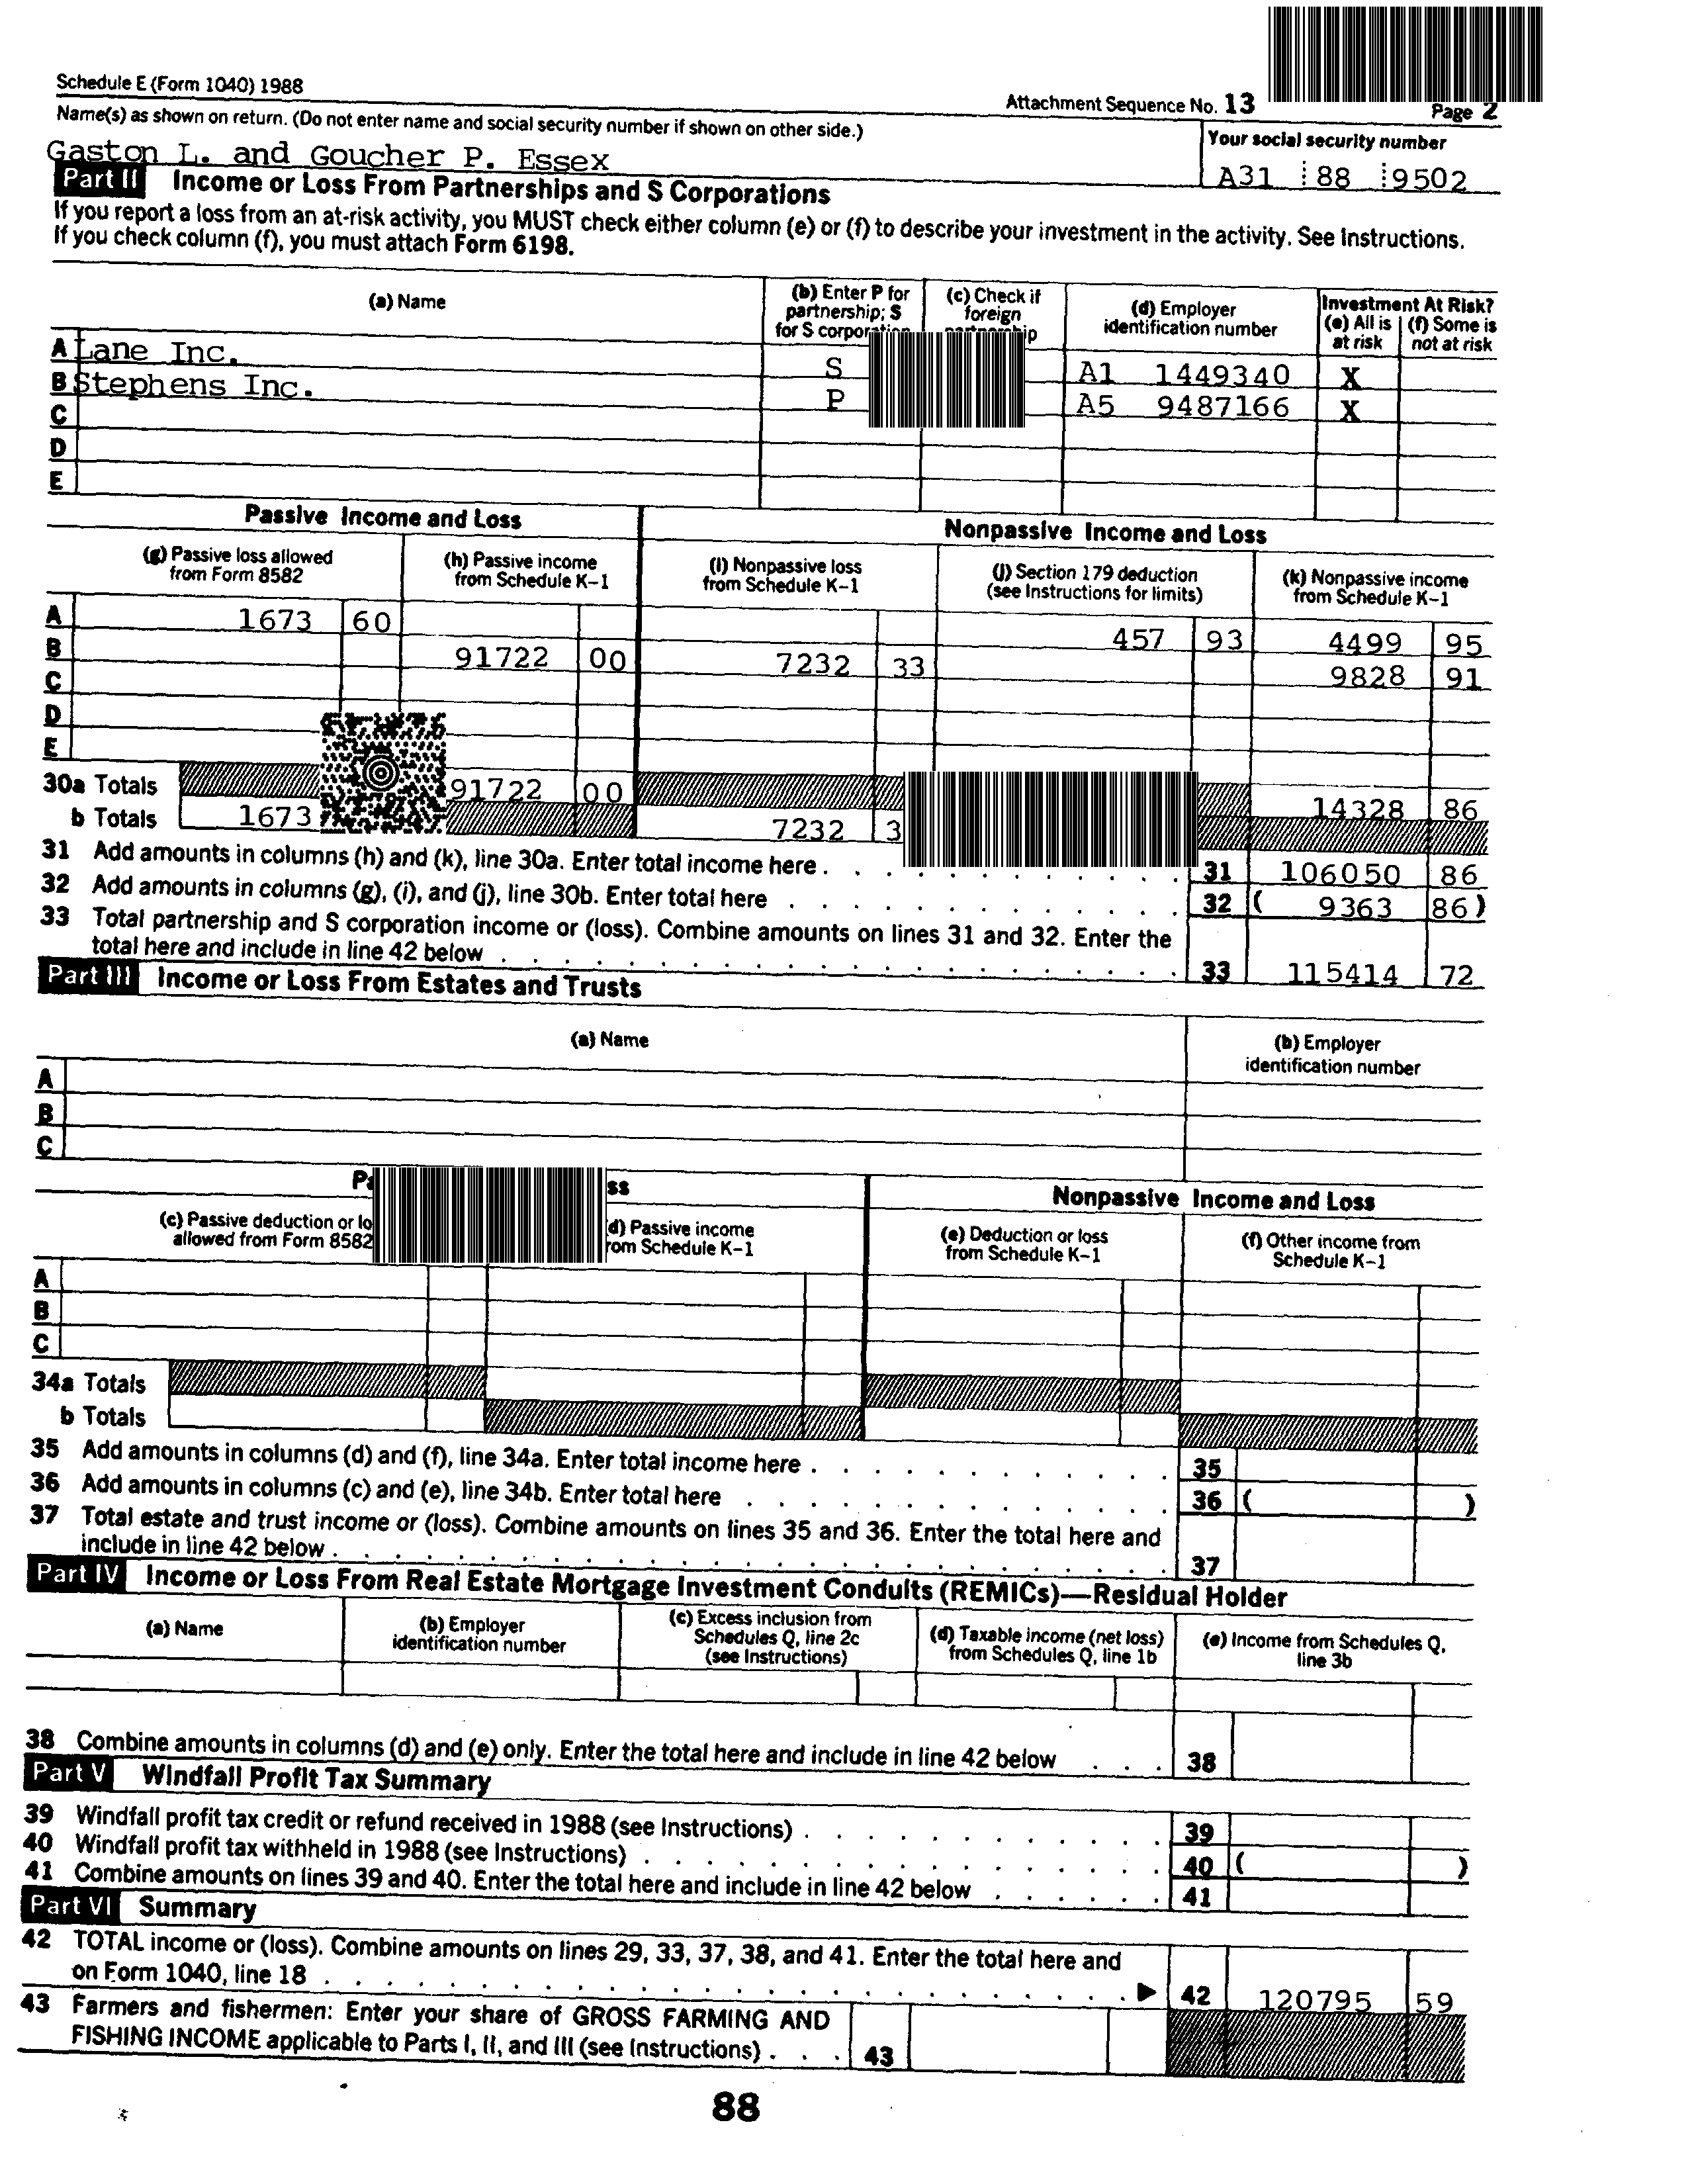 Schedule E (Form 1040) 1988
Attachment Sequence No. 13
Page 2
Name(s) as shown on return. (Do not enter name and social security number if shown on other side.)
Your social security number
Gaston L. and Goucher P. Essex
A31 88 9502
Part II Income or Loss From Partnerships and S Corporations
If you report a loss from an at-risk activity, you MUST check either column (e) or (f) to describe your investment in the activity. See Instructions.
If you check column (f), you must attach Form 6198.
(a) Name
(b) Enter P for partnership; S for S
(c) Check if foreign
(d) Employer identification number
Investment At Risk?
(e) All is at risk
(f) Some is not at risk
A Lane Inc. S A1 1449340 X
B Stephens Inc. P A5 9487166 X
C
D
E
Passive Income and Loss
Nonpassive Income and Loss
(g) Passive loss allowed from Form 8582
(h) Passive income from Schedule K-1
(i) Nonpassive loss from Schedule K-1
(j) Section 179 deduction (see Instructions for limits)
(k) Nonpassive income from Schedule K-1
A 1673 60 457 93 4499 95
B 91722 00 7232 33 9828 91
C
D
E
30a Totals 91722 00 14328 86
b Totals 1673 7232 3
31 Add amounts in columns (h) and (k), line 30a. Enter total income here . 31 106050 86
32 Add amounts in columns (g), (i), and (j), line 30b. Enter total here 32 ( 9363 86 )
33 Total partnership and S corporation income or (loss). Combine amounts on lines 31 and 32. Enter the
total here and include in line 42 below 33 115414 72
Part III Income or Loss From Estates and Trusts
(a) Name
(b) Employer identification number
A
B
C
Nonpassive Income and Loss
(c) Passive deduction or
allowed from Form 8582
(d) Passive income
Schedule K-1
(e) Deduction or loss from Schedule K-1
(f) Other income from Schedule K-1
A
B
C
34a Totals
b Totals
35 Add amounts in columns (d) and (f), line 34a. Enter total income here . 35
36 Add amounts in columns (c) and (e), line 34b. Enter total here 36 ( )
37 Total estate and trust income or (loss). Combine amounts on lines 35 and 36. Enter the total here and
include in line 42 below . 37
Part IV Income or Loss From Real Estate Mortgage Investment Conduits (REMICs)—Residual Holder
(a) Name
(b) Employer identification number
(c) Excess inclusion from Schedules Q, line 2c (see Instructions)
(d) Taxable income (net loss) from Schedules Q, line 1b
(e) Income from Schedules Q, line 3b
38 Combine amounts in columns (d) and (e) only. Enter the total here and include in line 42 below 38
Part V Windfall Profit Tax Summary
39 Windfall profit tax credit or refund received in 1988 (see Instructions) . 39
40 Windfall profit tax withheld in 1988 (see Instructions) . 40 ( )
41 Combine amounts on lines 39 and 40. Enter the total here and include in line 42 below 41
Part VI Summary
42 TOTAL income or (loss). Combine amounts on lines 29, 33, 37, 38, and 41. Enter the total here and
on Form 1040, line 18 ▶ 42 120795 59
43 Farmers and fishermen: Enter your share of GROSS FARMING AND
FISHING INCOME applicable to Parts I, II, and III (see Instructions) . 43
88